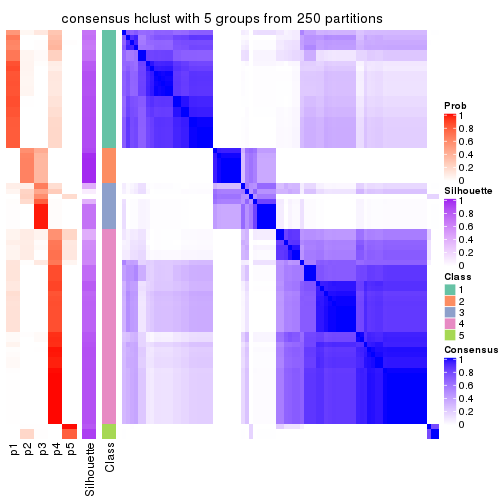 consensus hclust with 5 groups from 250 partitions
Prob
1
0.8
0.6
0.4
0.2
0
Silhouette
1
0.8
0.6
0.4
0.2
0
Class
1
2
3
4
5
Consensus
1
0.8
0.6
0.4
0.2
0
p1
p2
p3
p4
p5
Silhouette
Class